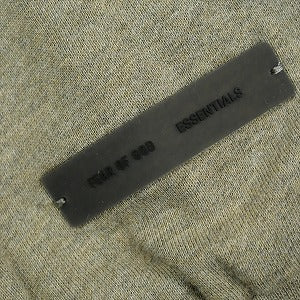 FEAR OF GOD ESSENTIALS